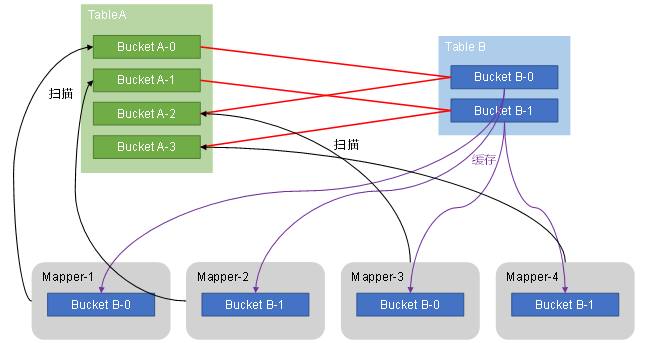 TableA
Bucket A-0
Bucket A-1
Bucket A-2
Bucket A-3
Table B
Bucket B-0
Bucket B-1
扫描
扫描
缓存
Mapper-1
Bucket B-0
Mapper-2
Bucket B-1
Mapper-3
Bucket B-0
Mapper-4
Bucket B-1